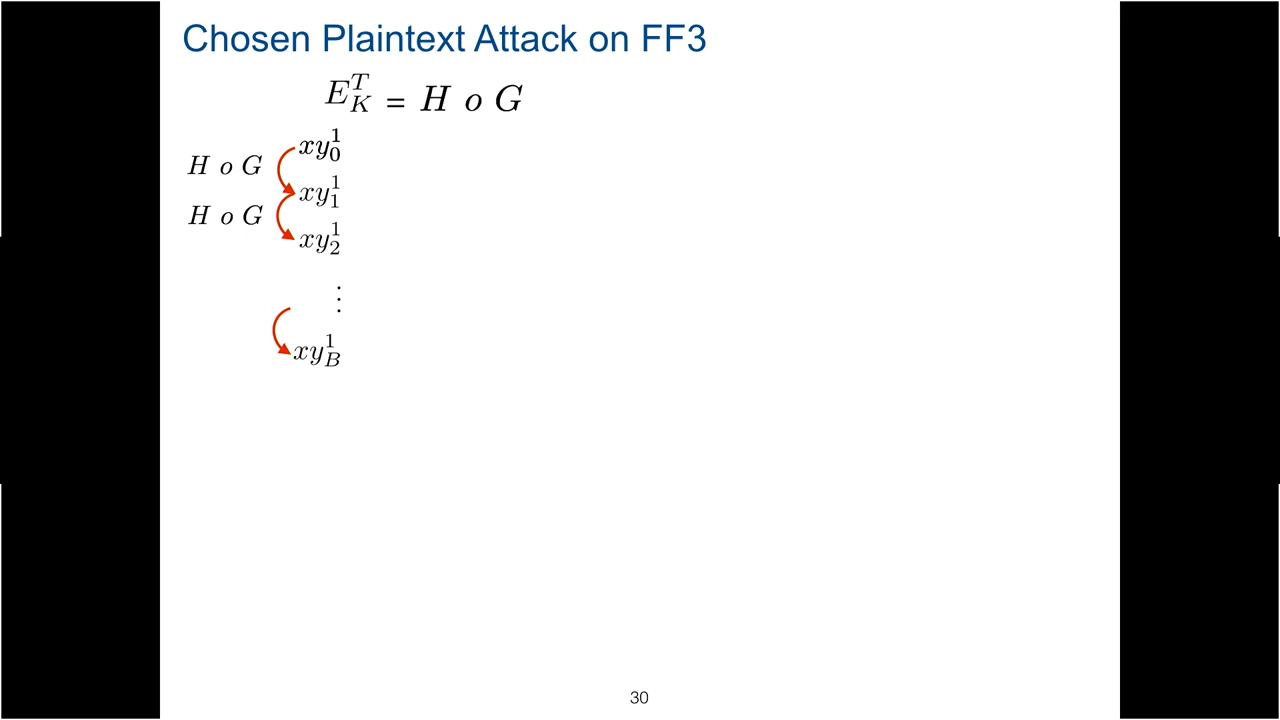 Chosen Plaintext Attack on FF3
E_K^T = H o G
xy_0^1
H o G
xy_1^1
H o G
xy_2^1
⋮
xy_B^1
30